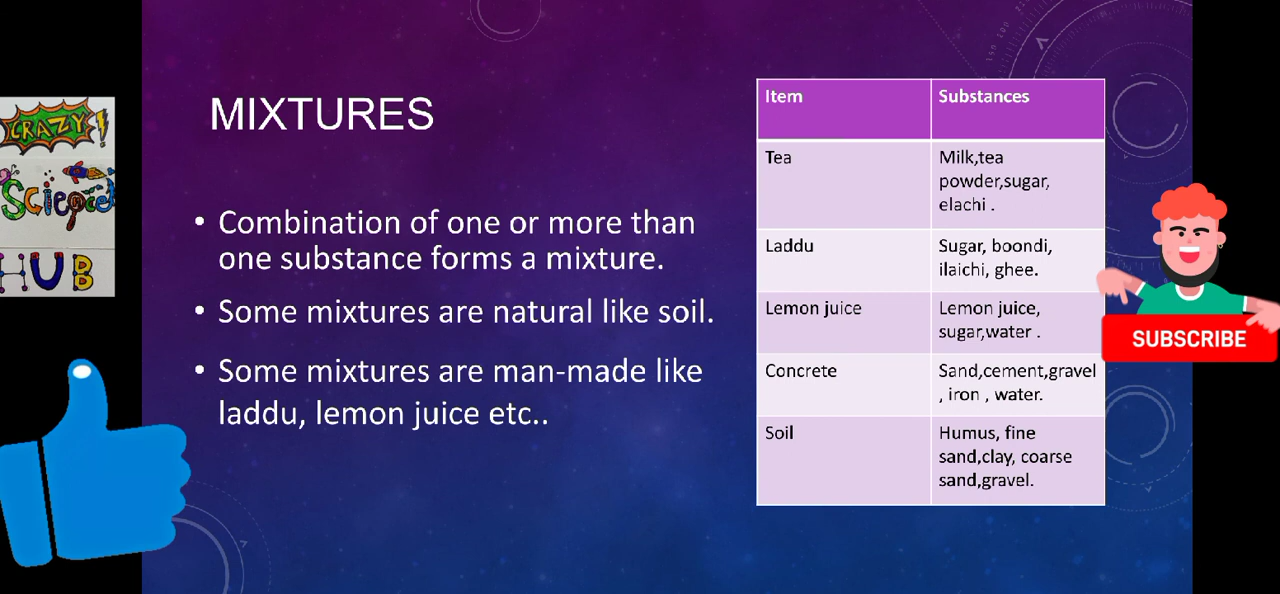 CRAZY!
Science
HUB
MIXTURES
• Combination of one or more than
one substance forms a mixture.
• Some mixtures are natural like soil.
• Some mixtures are man-made like
laddu, lemon juice etc..
Item Substances
Tea Milk,tea
powder,sugar,
elachi .
Laddu Sugar, boondi,
ilaichi, ghee.
Lemon juice Lemon juice,
sugar,water .
Concrete Sand,cement,gravel
, iron , water.
Soil Humus, fine
sand,clay, coarse
sand,gravel.
SUBSCRIBE